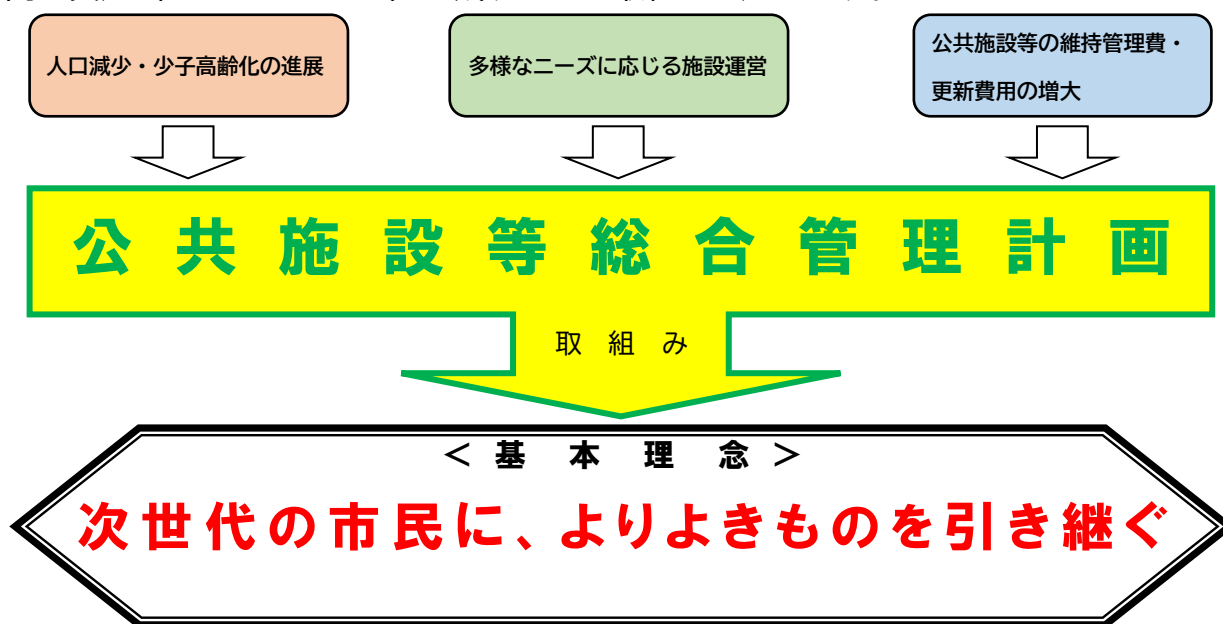 人口減少・少子高齢化の進展
多様なニーズに応じる施設運営
公共施設等の維持管理費・
更新費用の増大
公共施設等総合管理計画
取組み
＜基本理念＞
次世代の市民に、よりよきものを引き継ぐ